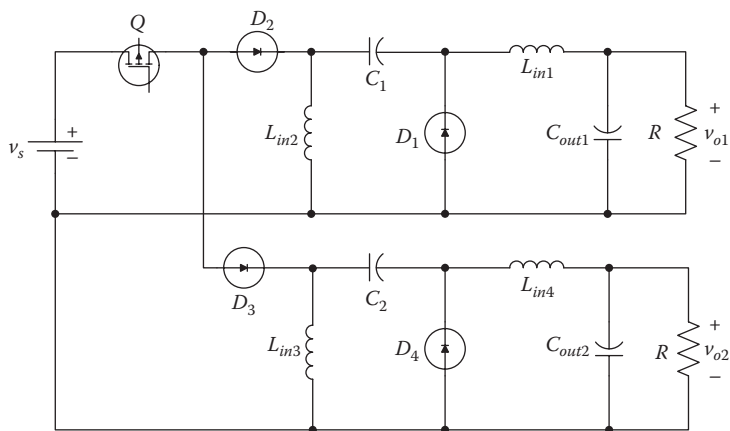 Q
D2
C1
Lin1
Lin2
D1
Cout1
R
+
vo1
−
vs
+
−
D3
C2
Lin4
Lin3
D4
Cout2
R
+
vo2
−